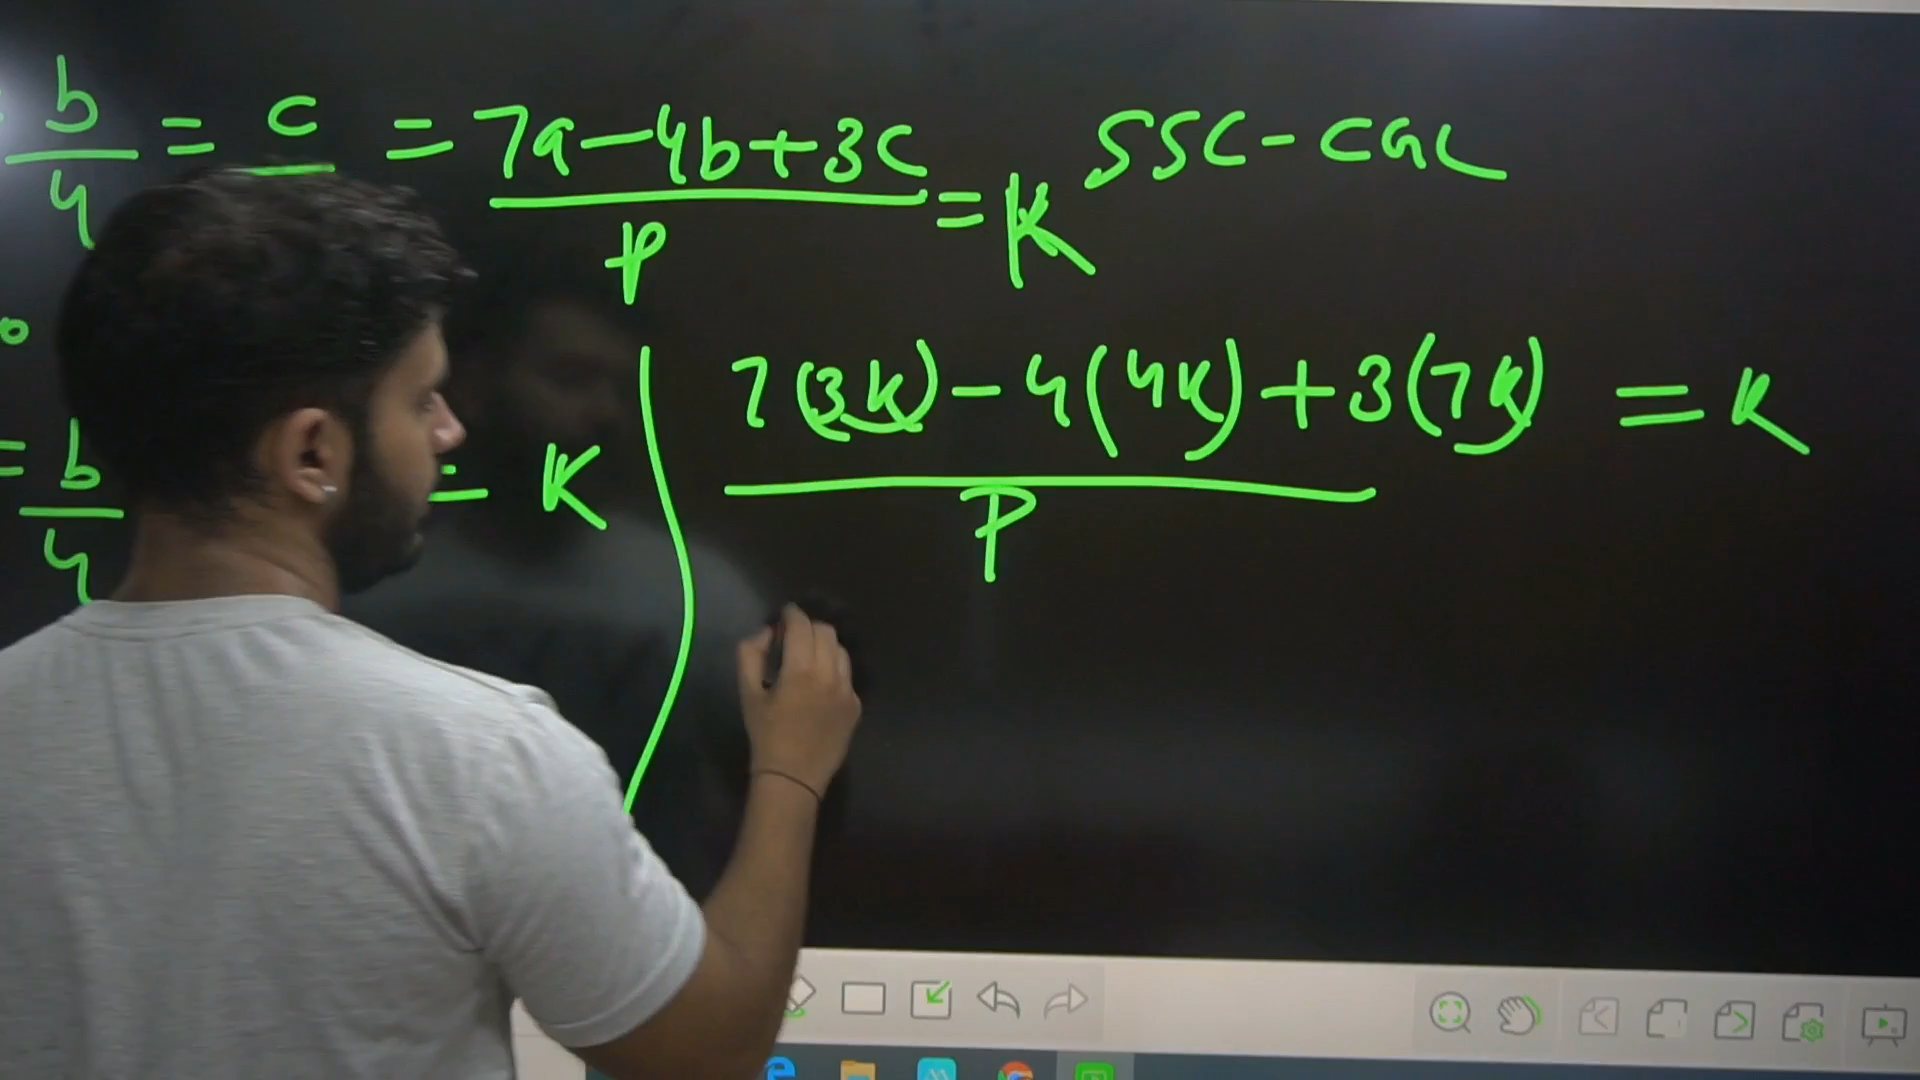 b/4 = c = (7a-4b+3c)/P = K SSC-CGL
(7(3K)-4(4K)+3(7K))/P = K
= b/4 = K